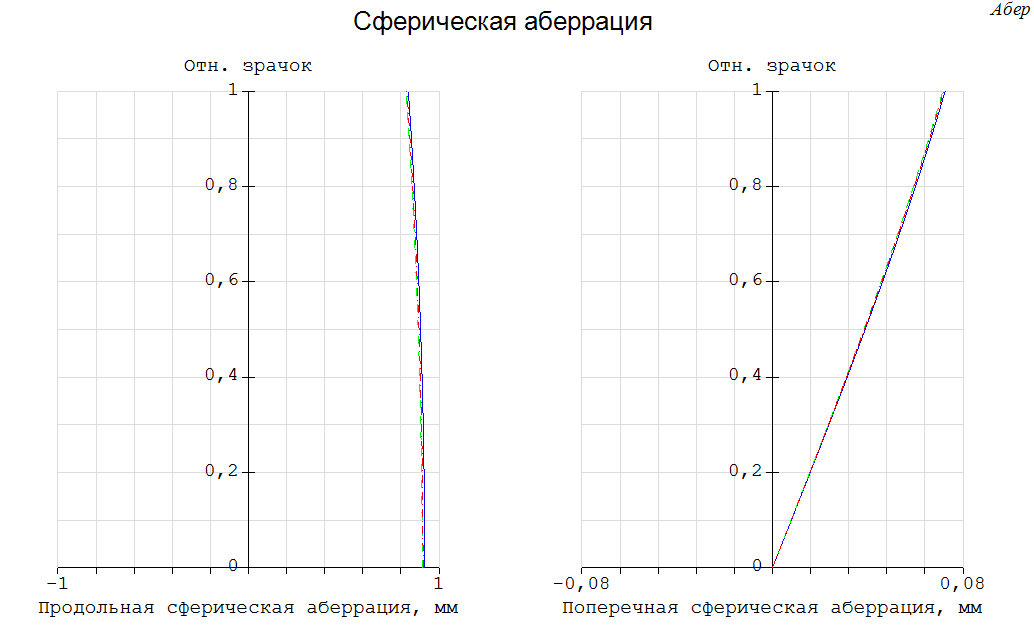 Абер
Сферическая аберрация
Отн. зрачок
1
0,8
0,6
0,4
0,2
0
-1
1
Продольная сферическая аберрация, мм
Отн. зрачок
1
0,8
0,6
0,4
0,2
0
-0,08
0,08
Поперечная сферическая аберрация, мм